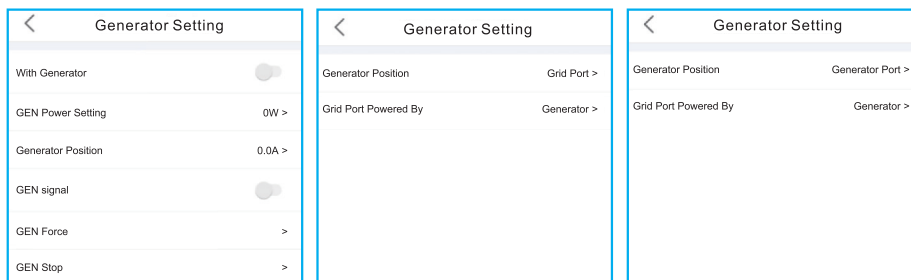 Generator Setting
With Generator
GEN Power Setting 0W >
Generator Position 0.0A >
GEN signal
GEN Force >
GEN Stop >
Generator Setting
Generator Position Grid Port >
Grid Port Powered By Generator >
Generator Setting
Generator Position Generator Port >
Grid Port Powered By Generator >